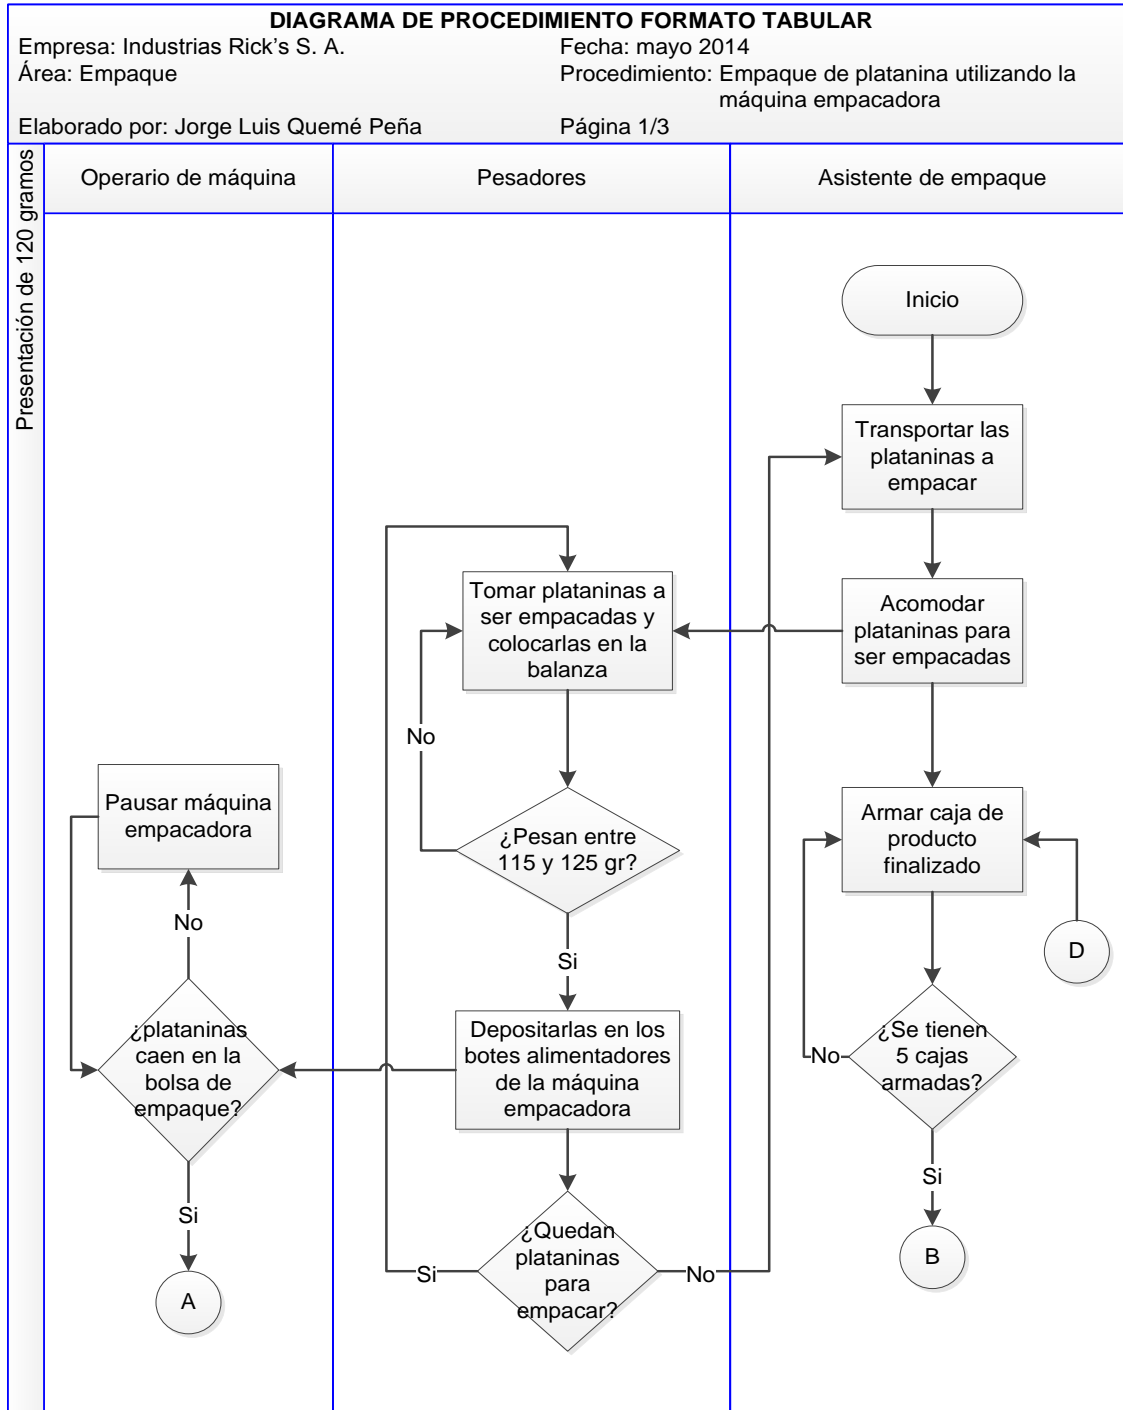 DIAGRAMA DE PROCEDIMIENTO FORMATO TABULAR
Empresa: Industrias Rick's S. A.
Fecha: mayo 2014
Área: Empaque
Procedimiento: Empaque de platanina utilizando la
máquina empacadora
Elaborado por: Jorge Luis Quemé Peña
Página 1/3
Presentación de 120 gramos
Operario de máquina
Pesadores
Asistente de empaque
Inicio
Transportar las
plataninas a
empacar
Acomodar
plataninas para
ser empacadas
Tomar plataninas a
ser empacadas y
colocarlas en la
balanza
No
¿Pesan entre
115 y 125 gr?
Si
Depositarlas en los
botes alimentadores
de la máquina
empacadora
¿Quedan
plataninas
para
empacar?
Si
No
Pausar máquina
empacadora
No
¿plataninas
caen en la
bolsa de
empaque?
Si
A
Armar caja de
producto
finalizado
D
¿Se tienen
5 cajas
armadas?
No
Si
B